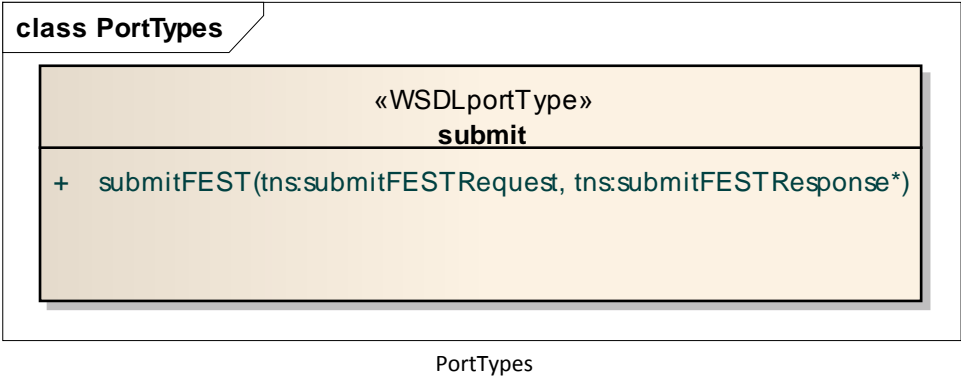 class PortTypes
«WSDLportType»
submit
+ submitFEST(tns:submitFESTRequest, tns:submitFESTResponse*)
PortTypes